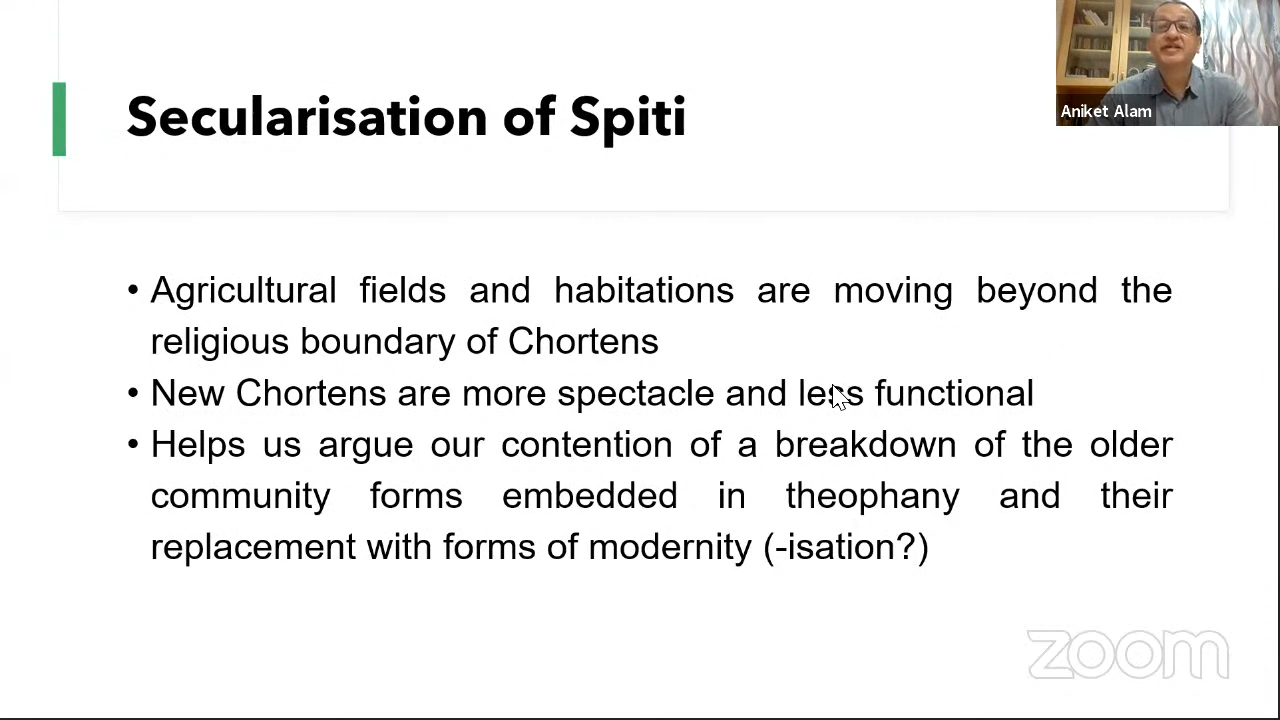 Secularisation of Spiti
Aniket Alam
• Agricultural fields and habitations are moving beyond the
religious boundary of Chortens
• New Chortens are more spectacle and less functional
• Helps us argue our contention of a breakdown of the older
community forms embedded in theophany and their
replacement with forms of modernity (-isation?)
zoom